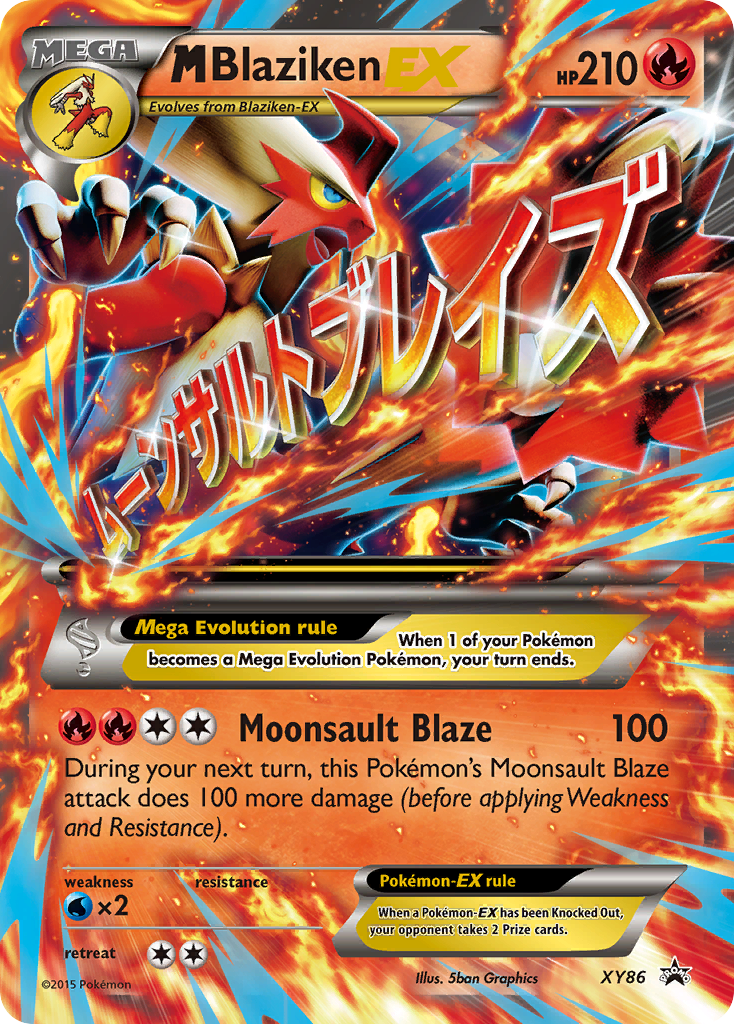 MEGA
MBlaziken EX
HP210
Evolves from Blaziken-EX
ムーンサルトブレイズ
Mega Evolution rule
When 1 of your Pokémon
becomes a Mega Evolution Pokémon, your turn ends.
Moonsault Blaze 100
During your next turn, this Pokémon's Moonsault Blaze
attack does 100 more damage (before applying Weakness
and Resistance).
weakness resistance
×2
retreat
Pokémon-EX rule
When a Pokémon-EX has been Knocked Out,
your opponent takes 2 Prize cards.
©2015 Pokémon
Illus. 5ban Graphics
XY86
PROMO